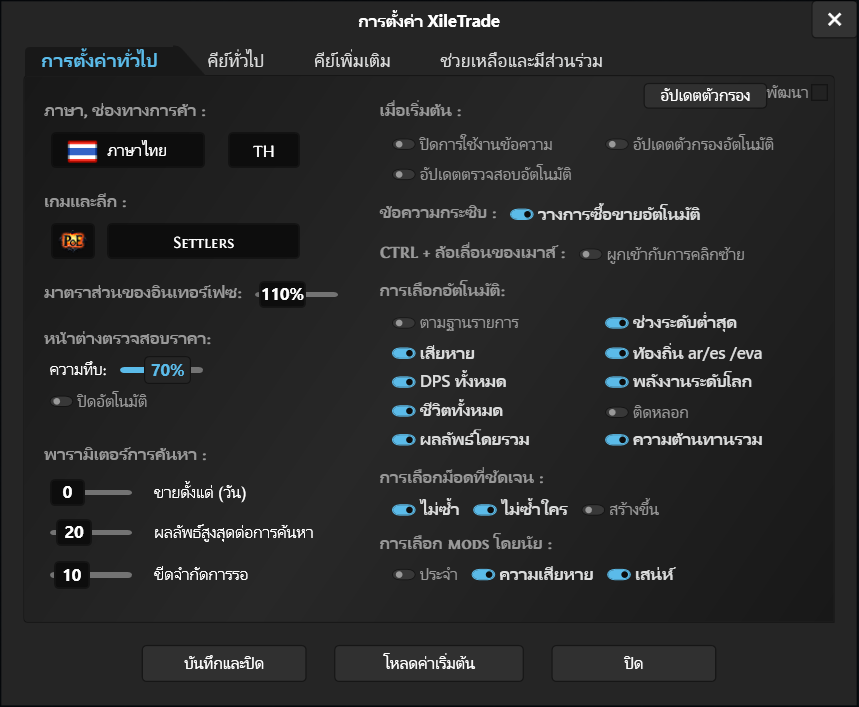 การตั้งค่า XileTrade
การตั้งค่าทั่วไป คีย์ทั่วไป คีย์เพิ่มเติม ช่วยเหลือและมีส่วนร่วม
อัปเดตตัวกรอง พัฒนา
ภาษา, ช่องทางการค้า :
ภาษาไทย TH
เกมและลีก :
PoE SETTLERS
มาตราส่วนของอินเทอร์เฟซ: 110%
หน้าต่างตรวจสอบราคา:
ความทึบ: 70%
ปิดอัตโนมัติ
พารามิเตอร์การค้นหา :
0 ขายตั้งแต่ (วัน)
20 ผลลัพธ์สูงสุดต่อการค้นหา
10 ขีดจำกัดการรอ
เมื่อเริ่มต้น :
ปิดการใช้งานข้อความ อัปเดตตัวกรองอัตโนมัติ
อัปเดตตรวจสอบอัตโนมัติ
ข้อความกระซิบ : วางการซื้อขายอัตโนมัติ
CTRL + ล้อเลื่อนของเมาส์ : ผูกเข้ากับการคลิกซ้าย
การเลือกอัตโนมัติ:
ตามฐานรายการ ช่วงระดับต่ำสุด
เสียหาย ท้องถิ่น ar/es /eva
DPS ทั้งหมด พลังงานระดับโลก
ชีวิตทั้งหมด ติดหลอก
ผลลัพธ์โดยรวม ความต้านทานรวม
การเลือกม็อดที่ชัดเจน :
ไม่ซ้ำ ไม่ซ้ำใคร สร้างขึ้น
การเลือก MODS โดยนัย :
ประจำ ความเสียหาย เสน่ห์
บันทึกและปิด โหลดค่าเริ่มต้น ปิด